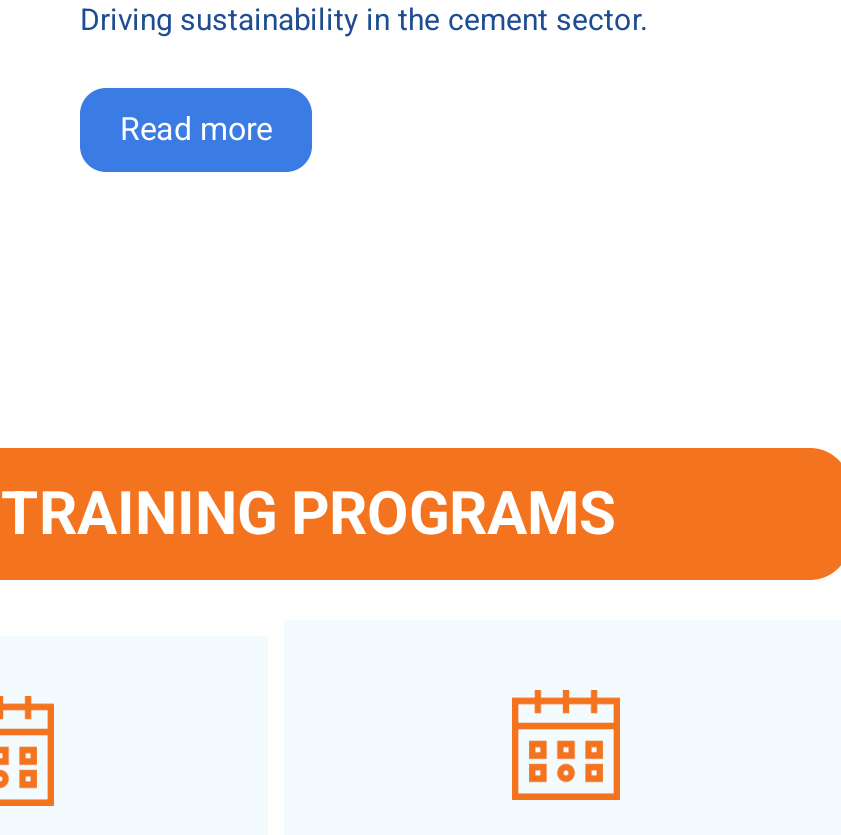 Driving sustainability in the cement sector.
Read more
TRAINING PROGRAMS